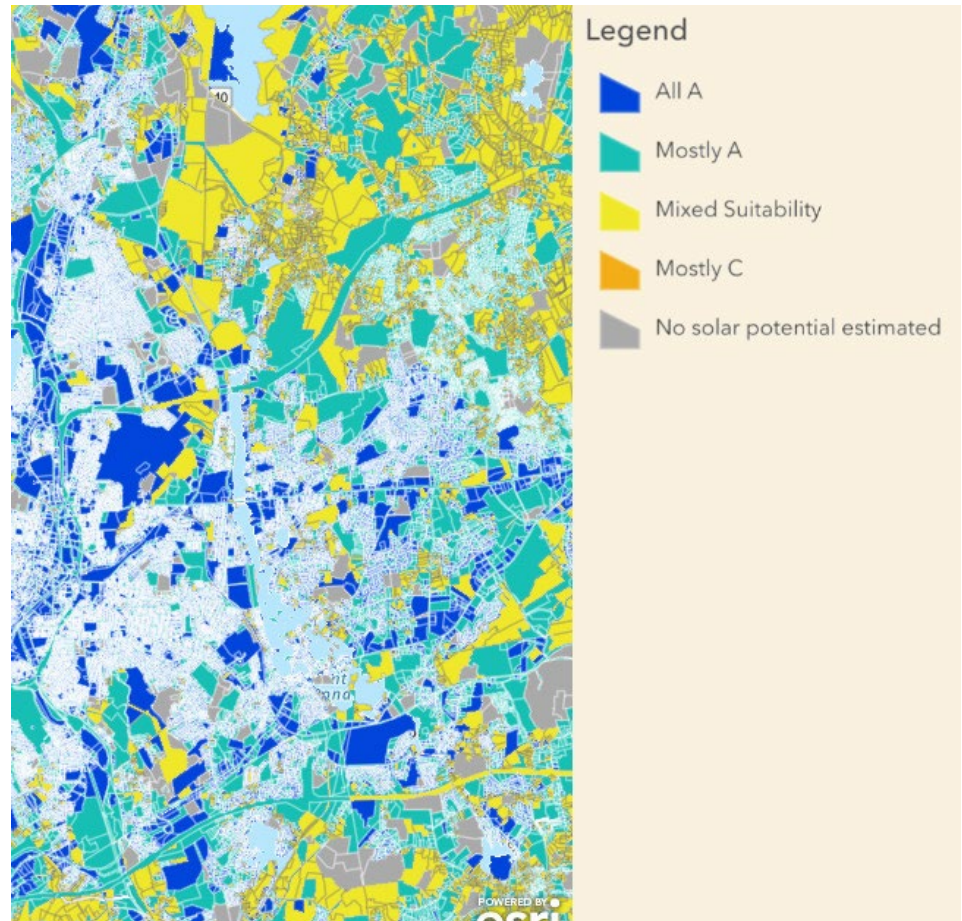 40
Legend
All A
Mostly A
Mixed Suitability
Mostly C
No solar potential estimated
POWERED BY
esri